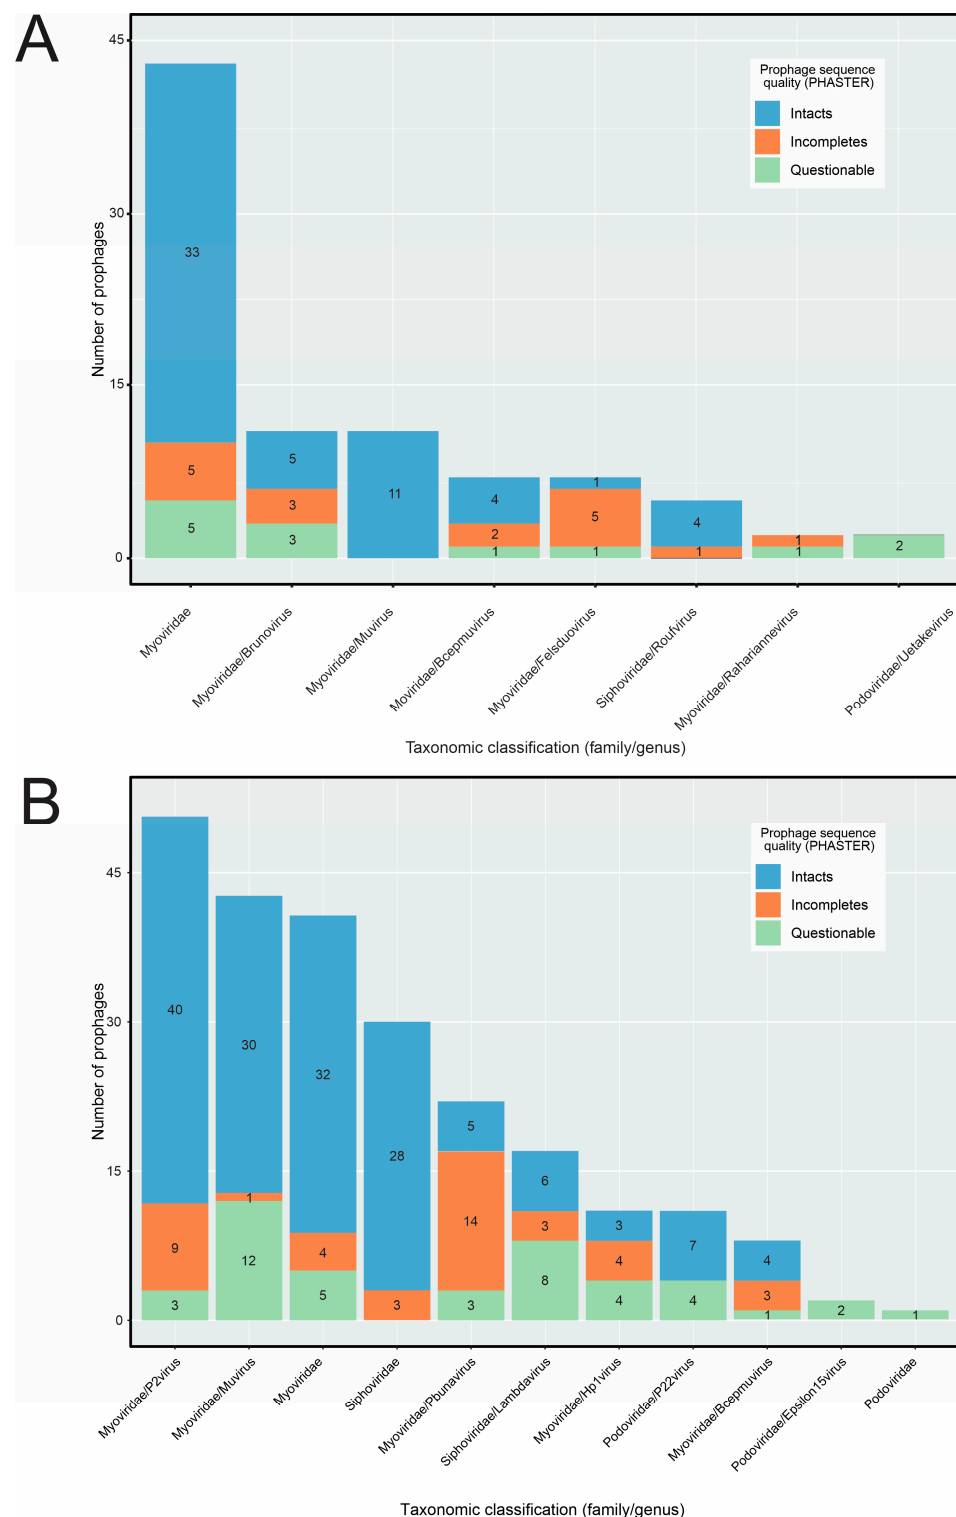 A
45
30
15
0
Number of prophages
Prophage sequence
quality (PHASTER)
Intacts
Incompletes
Questionable
33
5
5
5
3
3
11
4
2
1
1
5
1
4
1
1
1
2
Myoviridae
Myoviridae/Brunovirus
Myoviridae/Muvirus
Moviridae/Bcepmuvirus
Myoviridae/Felsduovirus
Siphoviridae/Roufvirus
Myoviridae/Rahariannevirus
Podoviridae/Uetakevirus
Taxonomic classification (family/genus)
B
45
30
15
0
Number of prophages
Prophage sequence
quality (PHASTER)
Intacts
Incompletes
Questionable
40
9
3
30
1
12
32
4
5
28
3
5
14
3
6
3
8
3
4
4
7
4
4
3
1
2
1
Myoviridae/P2virus
Myoviridae/Muvirus
Myoviridae
Siphoviridae
Myoviridae/Pbunavirus
Siphoviridae/Lambdavirus
Myoviridae/Hp1virus
Podoviridae/P22virus
Myoviridae/Bcepmuvirus
Podoviridae/Epsilon15virus
Podoviridae
Taxonomic classification (family/genus)